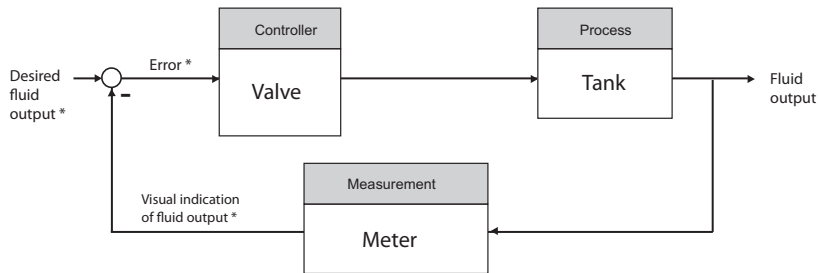 Controller
Process
Desired
fluid
output *
Error *
Valve
Tank
Fluid
output
Measurement
Visual indication
of fluid output *
Meter